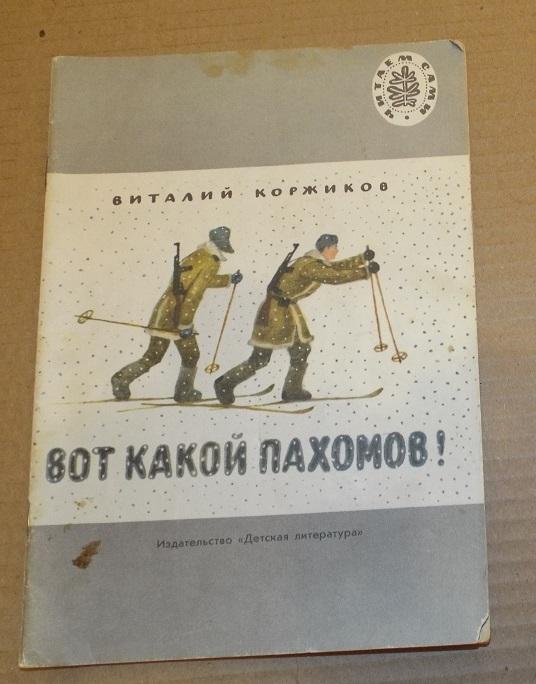 ЧИТАЕМ САМИ
ВИТАЛИЙ КОРЖИКОВ
ВОТ КАКОЙ ПАХОМОВ!
Издательство «Детская литература»